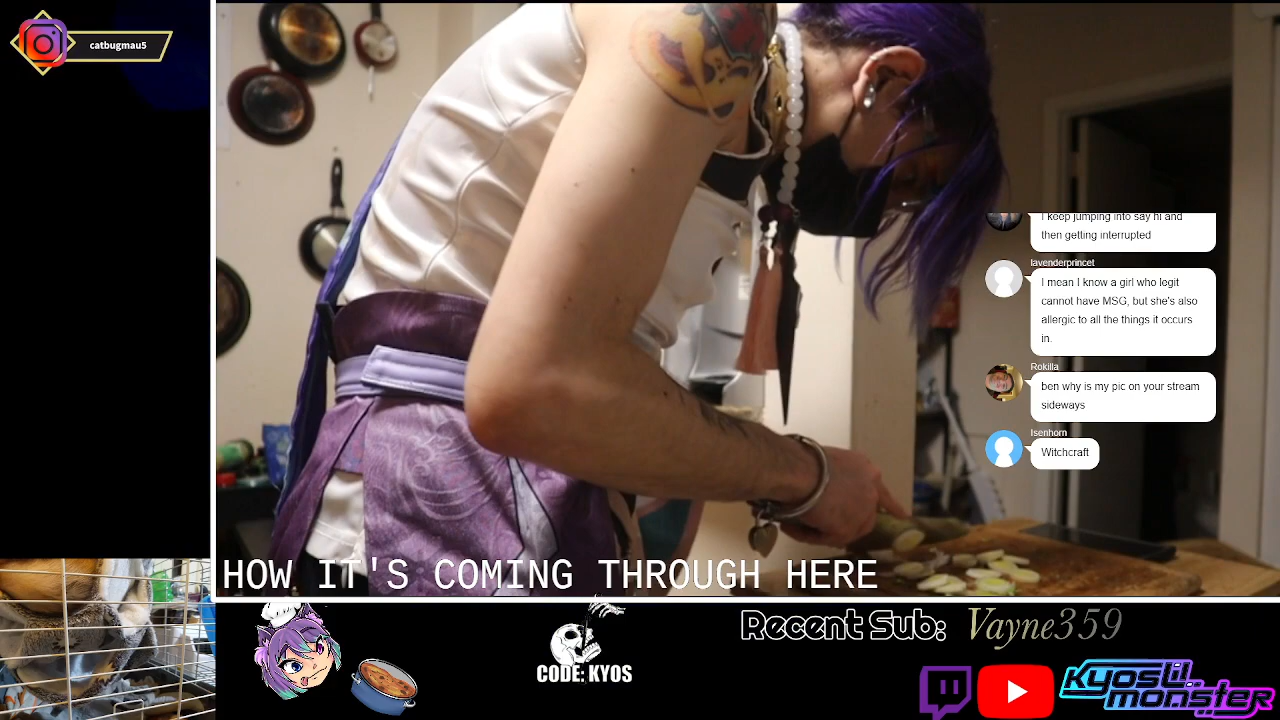 catbugmau5
I keep jumping into say hi and
then getting interrupted
lavenderprincet
I mean I know a girl who legit
cannot have MSG, but she's also
allergic to all the things it occurs
in.
Rokilla
ben why is my pic on your stream
sideways
Isenhorn
Witchcraft
HOW IT'S COMING THROUGH HERE
CODE: KYOS
Recent Sub: Vayne359
KyosLil
monster